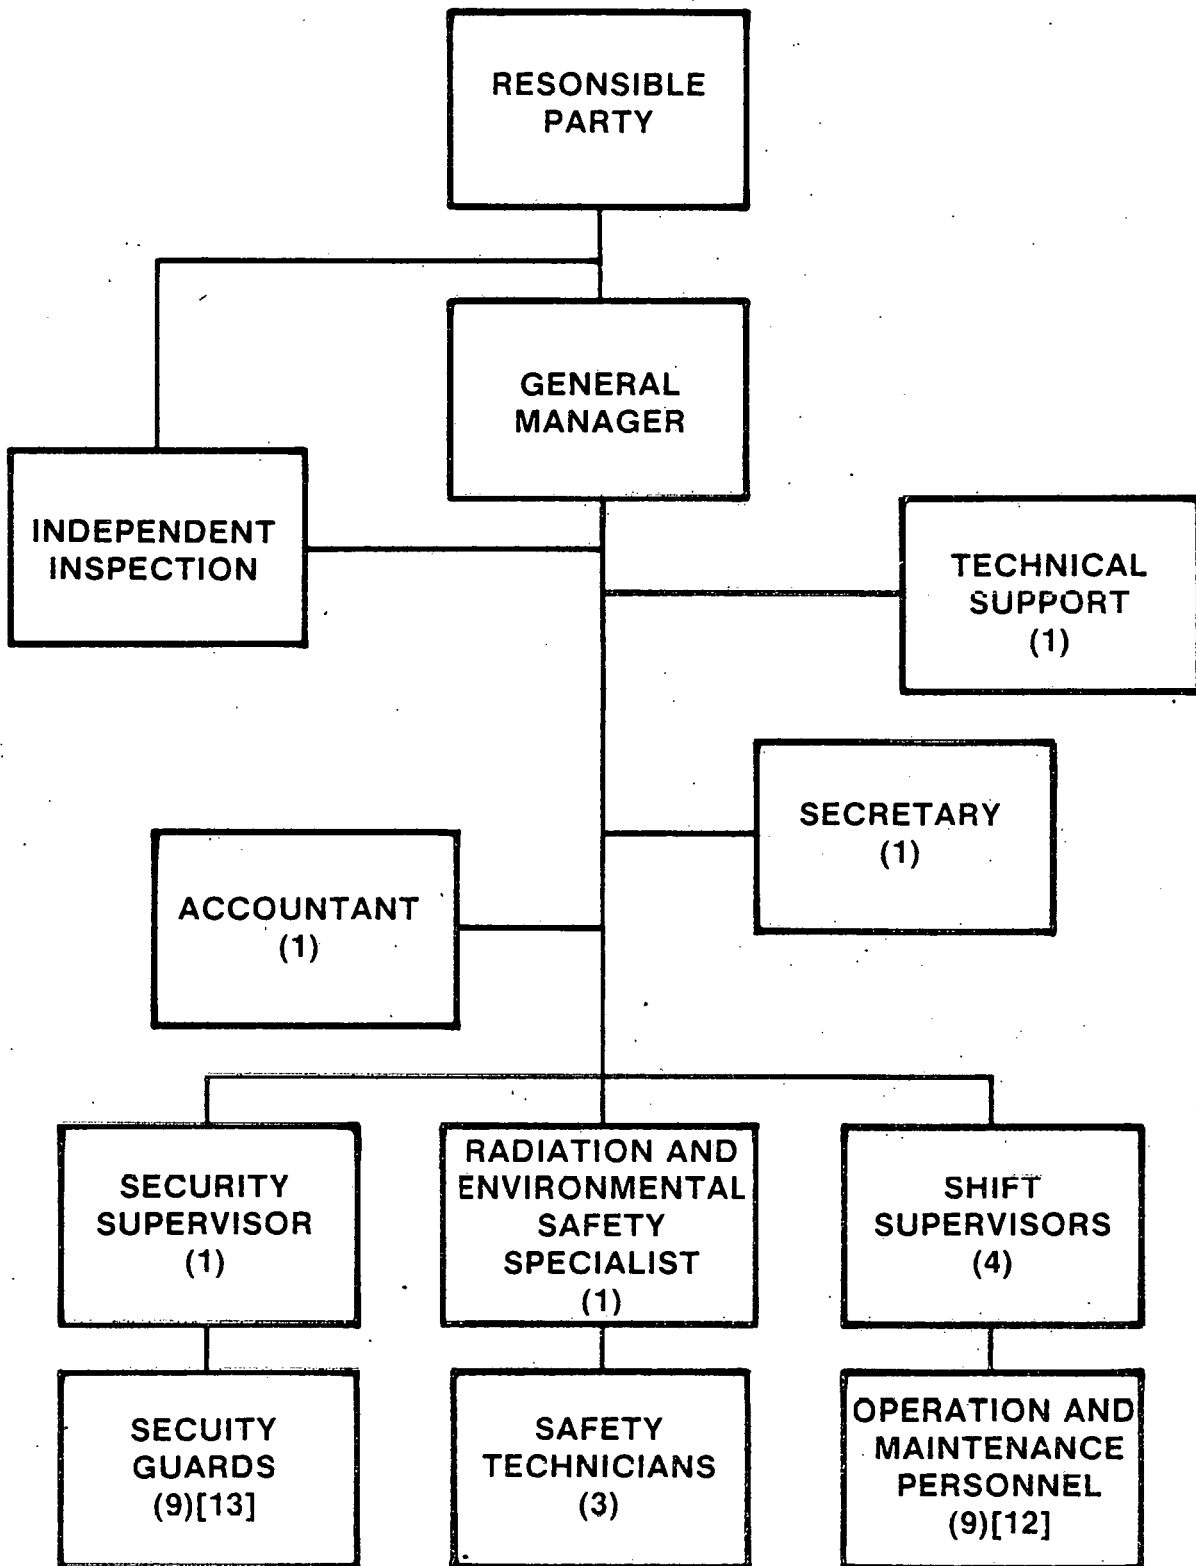 RESONSIBLE
PARTY
GENERAL
MANAGER
INDEPENDENT
INSPECTION
TECHNICAL
SUPPORT
(1)
SECRETARY
(1)
ACCOUNTANT
(1)
SECURITY
SUPERVISOR
(1)
RADIATION AND
ENVIRONMENTAL
SAFETY
SPECIALIST
(1)
SHIFT
SUPERVISORS
(4)
SECUITY
GUARDS
(9)[13]
SAFETY
TECHNICIANS
(3)
OPERATION AND
MAINTENANCE
PERSONNEL
(9)[12]